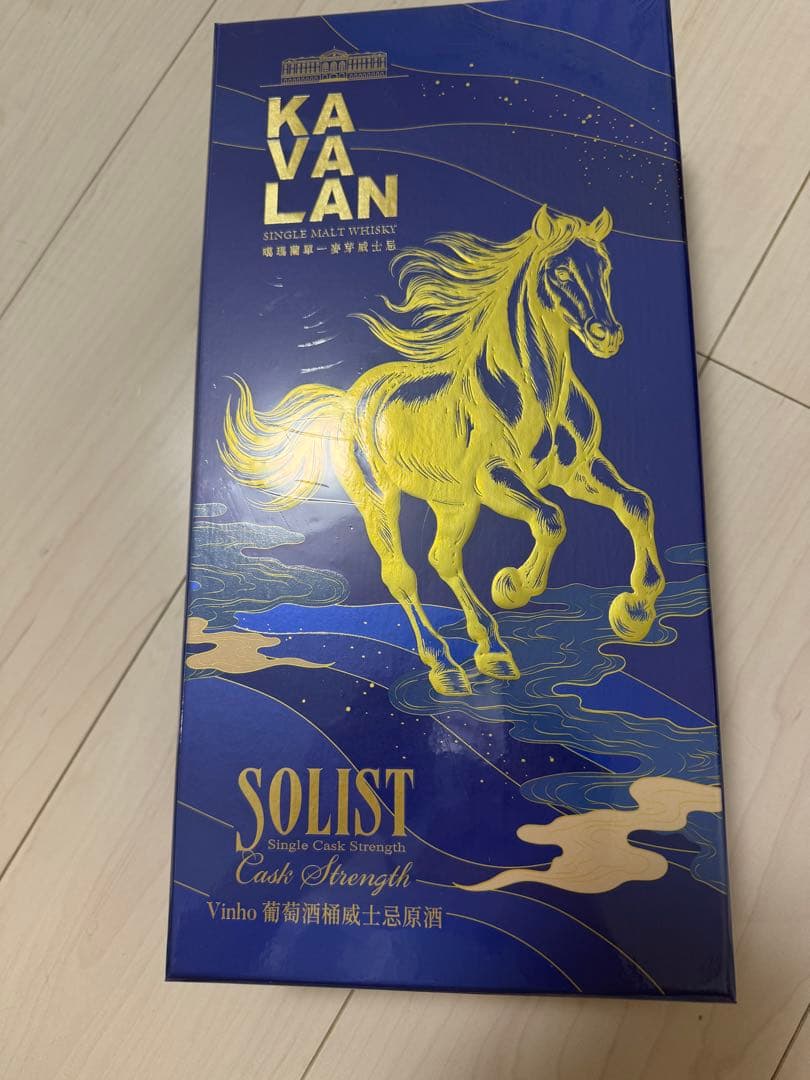 KA
VA
LAN
SINGLE MALT WHISKY
噶瑪蘭單一麥芽威士忌
SOLIST
Single Cask Strength
Cask Strength
Vinho 葡萄酒桶威士忌原酒